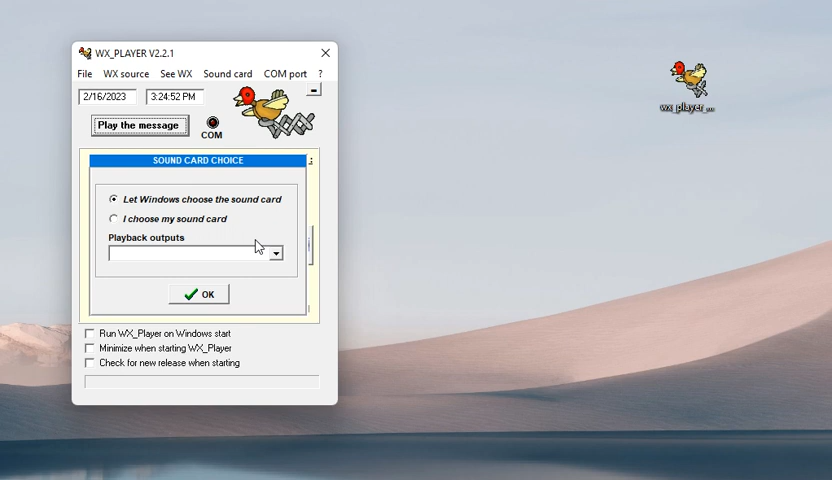 WX_PLAYER V2.2.1
File WX source See WX Sound card COM port ?
2/16/2023 3:24:52 PM
Play the message
COM
SOUND CARD CHOICE
Let Windows choose the sound card
I choose my sound card
Playback outputs
OK
Run WX_Player on Windows start
Minimize when starting WX_Player
Check for new release when starting
wx_player_...